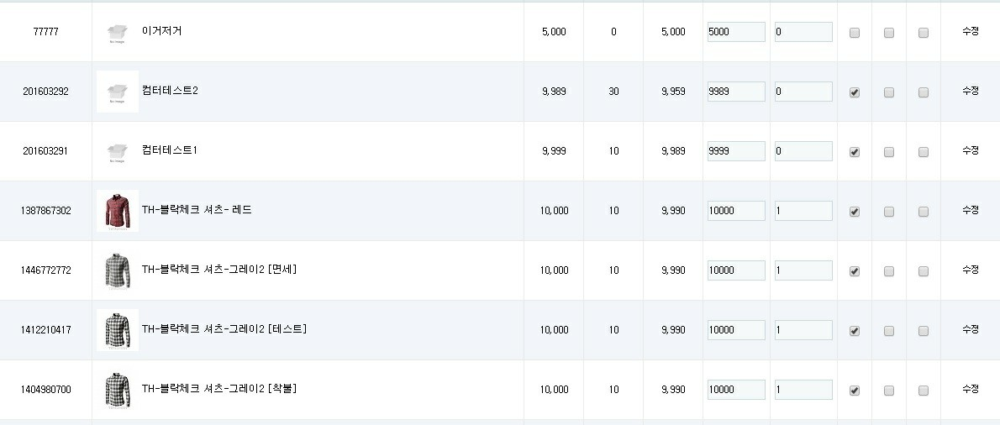 77777 이거저거 5,000 0 5,000 5000 0 수정
201603292 컴터테스트2 9,989 30 9,959 9989 0 수정
201603291 컴터테스트1 9,999 10 9,989 9999 0 수정
1387867302 TH-블럭체크 셔츠- 레드 10,000 10 9,990 10000 1 수정
1446772772 TH-블럭체크 셔츠-그레이2 [면세] 10,000 10 9,990 10000 1 수정
1412210417 TH-블럭체크 셔츠-그레이2 [테스트] 10,000 10 9,990 10000 1 수정
1404980700 TH-블럭체크 셔츠-그레이2 [착불] 10,000 10 9,990 10000 1 수정